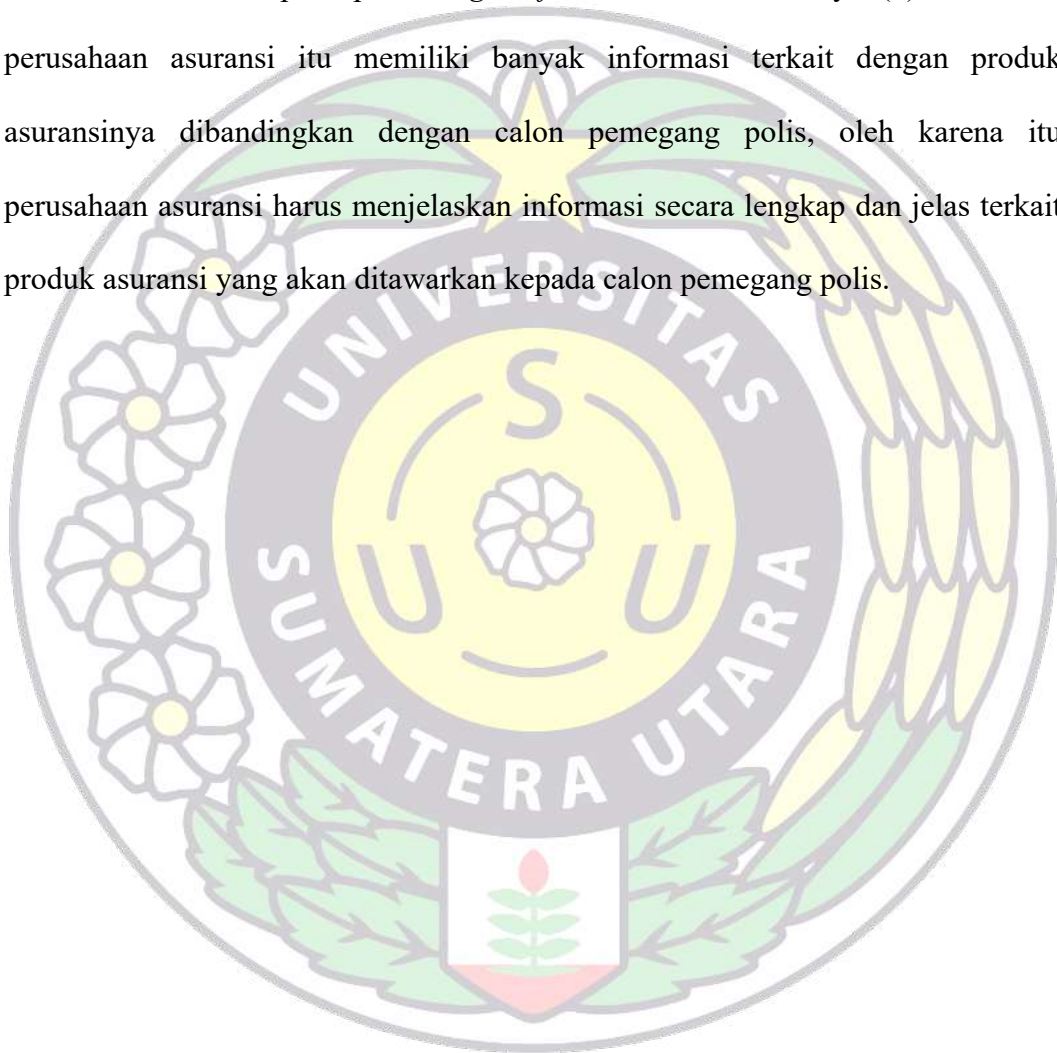 perusahaan asuransi itu memiliki banyak informasi terkait dengan produk
asuransinya dibandingkan dengan calon pemegang polis, oleh karena itu
perusahaan asuransi harus menjelaskan informasi secara lengkap dan jelas terkait
produk asuransi yang akan ditawarkan kepada calon pemegang polis.
UNIVERSITAS
S
U U
SUMATERA UTARA